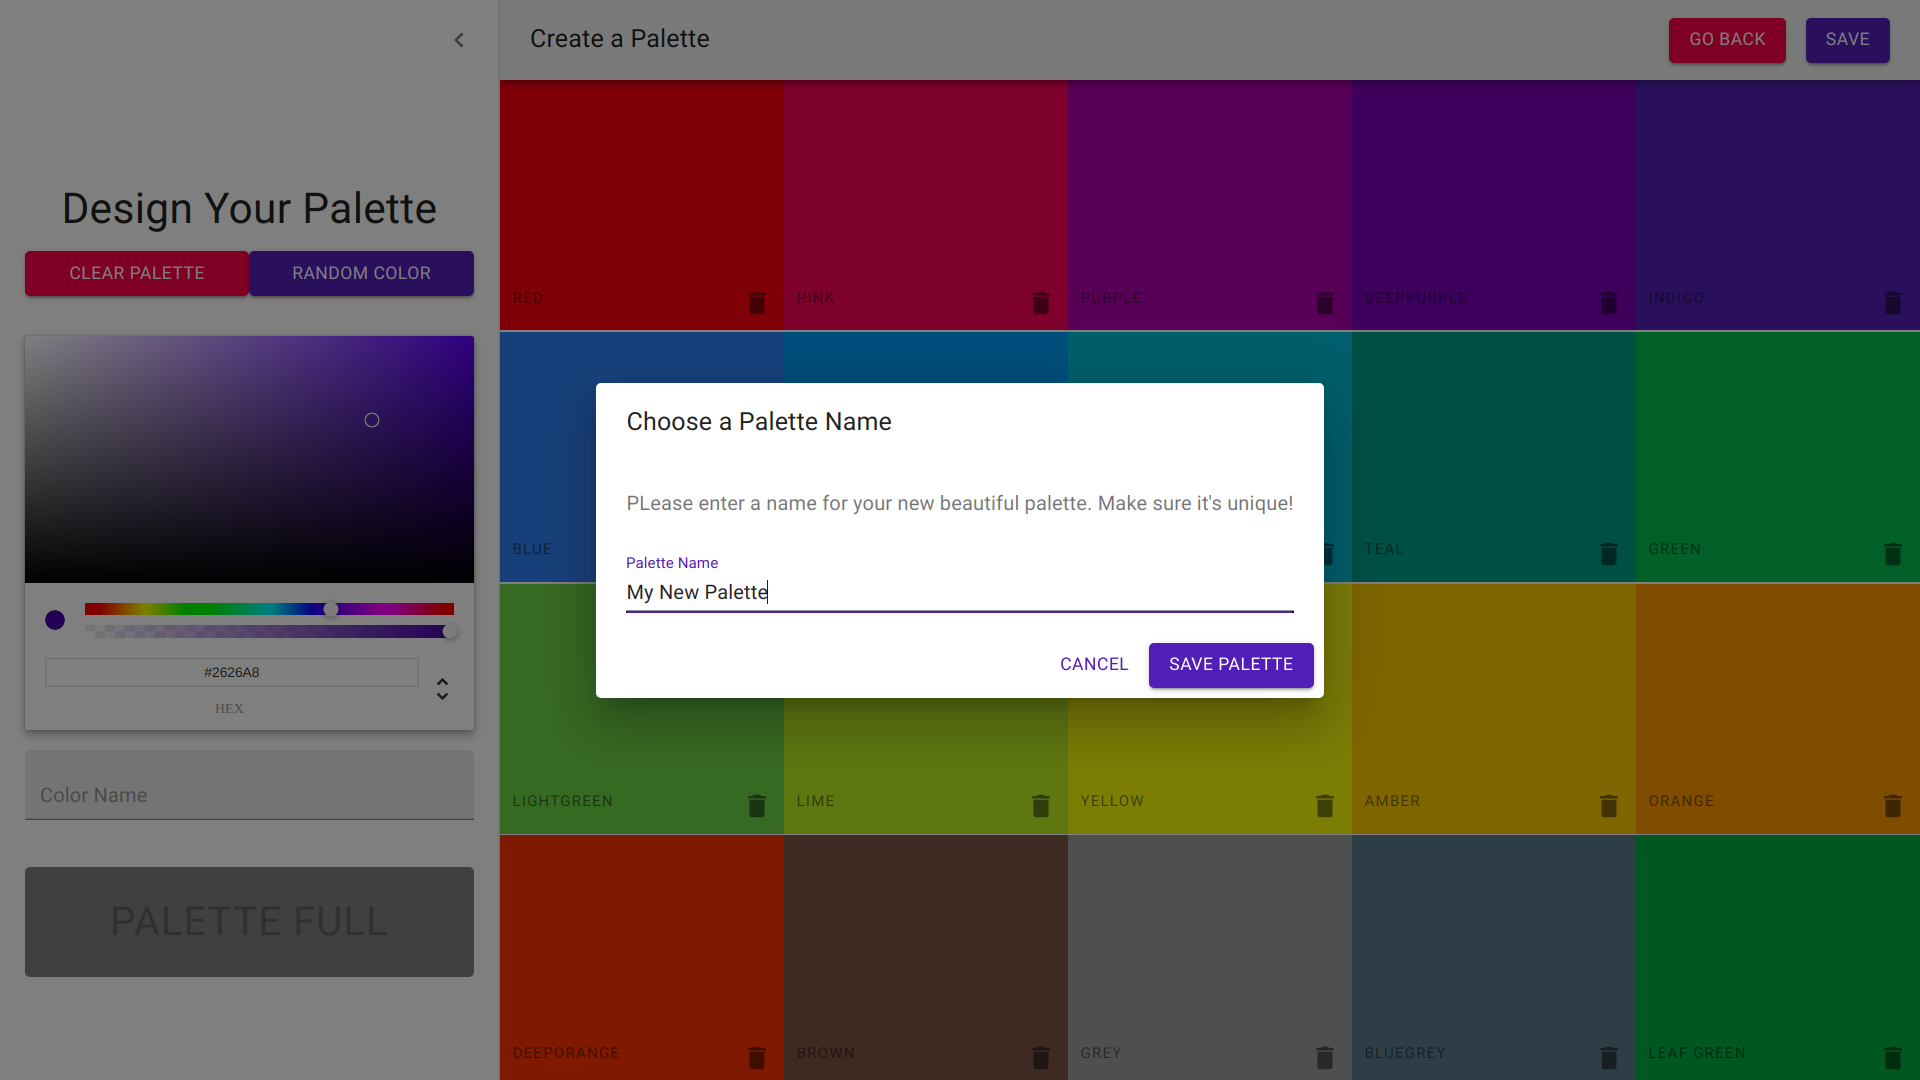 Create a Palette
GO BACK
SAVE
Design Your Palette
CLEAR PALETTE
RANDOM COLOR
#2626A8
HEX
Color Name
PALETTE FULL
RED
PINK
PURPLE
DEEPPURPLE
INDIGO
BLUE
TEAL
GREEN
Choose a Palette Name
PLease enter a name for your new beautiful palette. Make sure it's unique!
Palette Name
My New Palette
CANCEL
SAVE PALETTE
LIGHTGREEN
LIME
YELLOW
AMBER
ORANGE
DEEPORANGE
BROWN
GREY
BLUEGREY
LEAF GREEN